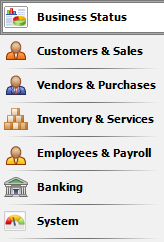 Business Status
Customers & Sales
Vendors & Purchases
Inventory & Services
Employees & Payroll
Banking
System